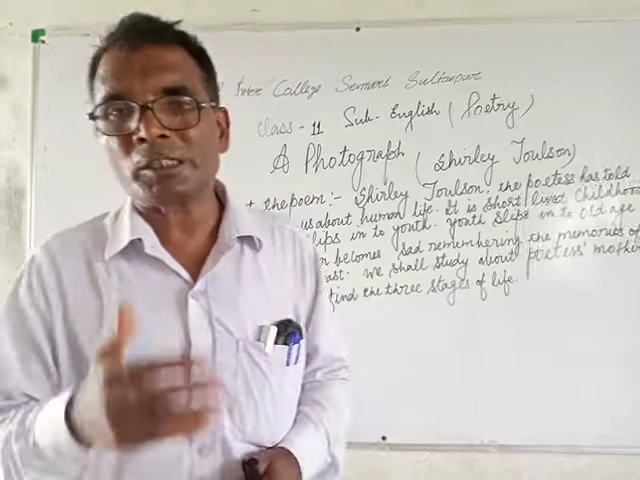 Inter College Semari Sultanpur
Class - 11 Sub - English ( Poetry )
A Photograph ( Shirley Toulson )
the poem :- Shirley Toulson. the poetess has told
us about human life. It is short lived Childhood
slips in to youth. youth slips in to old age
becomes sad remembering the memories of
We shall study about poetess' mother
find the three stages of life.